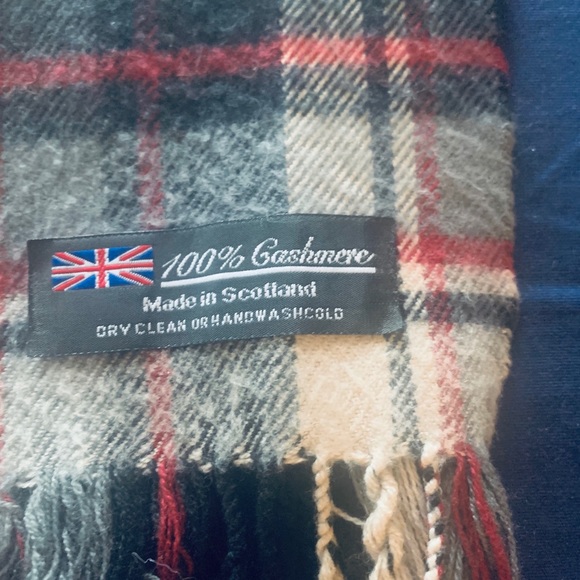 100% Cashmere
Made in Scotland
DRY CLEAN OR HANDWASHCOLD